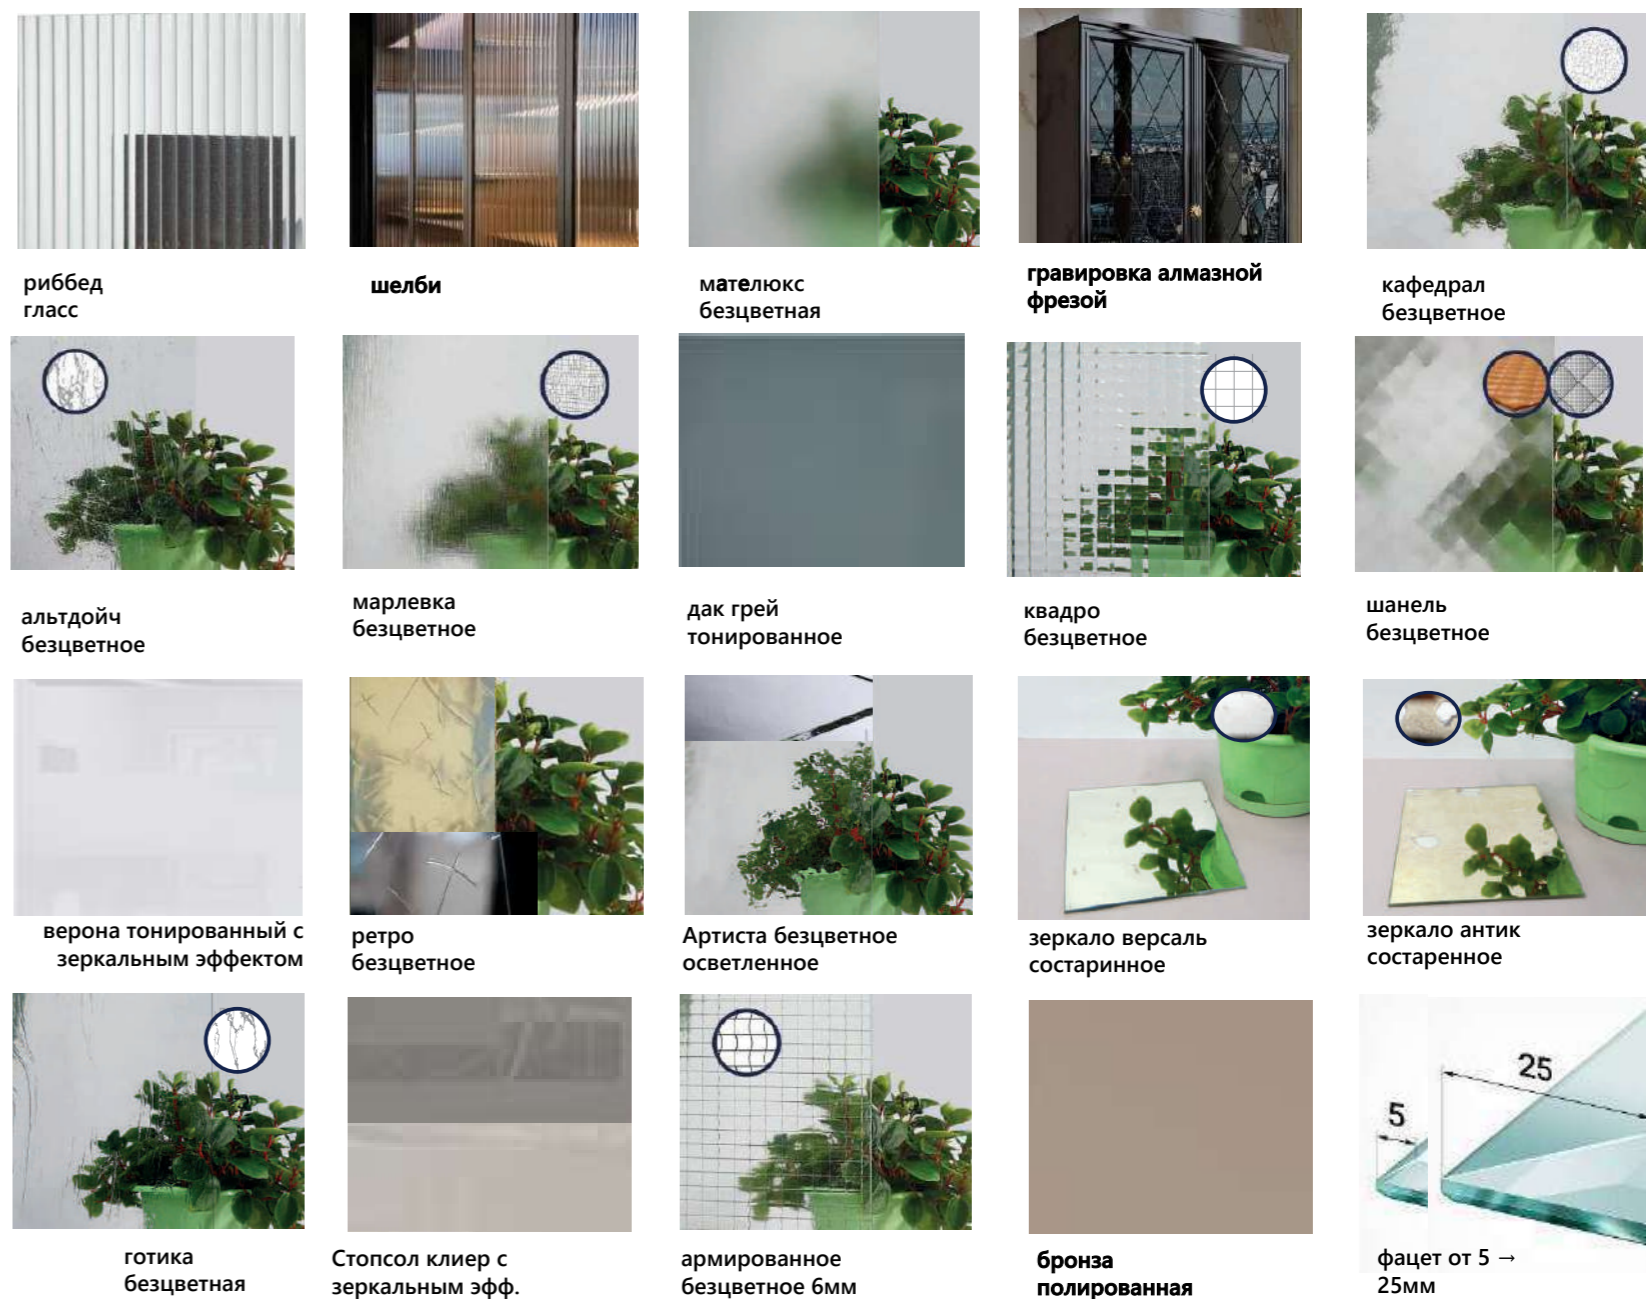 риббед
гласс
шелби
мателюкс
безцветная
гравировка алмазной
фрезой
кафедрал
безцветное
альтдойч
безцветное
марлевка
безцветное
дак грей
тонированное
квадро
безцветное
шанель
безцветное
верона тонированный с
зеркальным эффектом
ретро
безцветное
Артиста безцветное
осветленное
зеркало версаль
состаринное
зеркало антик
состаренное
готика
безцветная
Стопсол клиер с
зеркальным эфф.
армированное
безцветное 6мм
бронза
полированная
25
5
фацет от 5 →
25мм